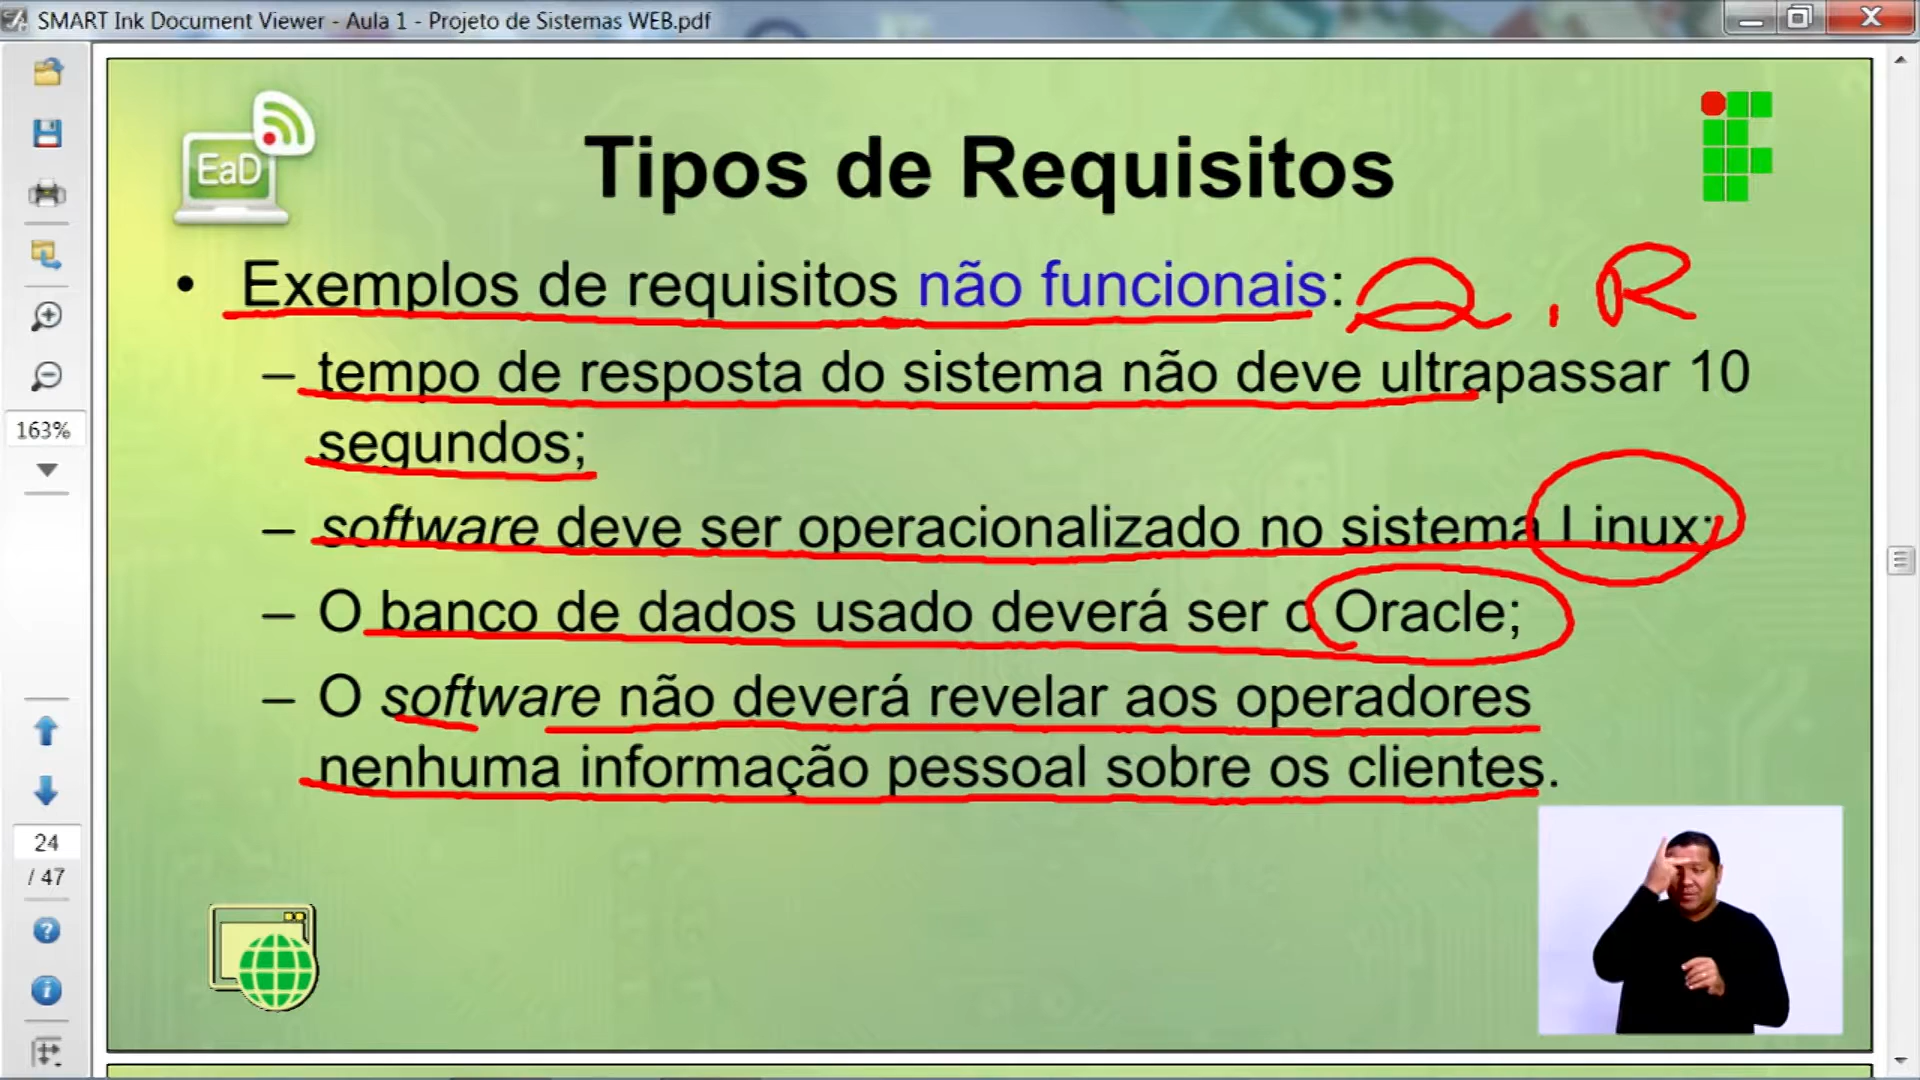 SMART Ink Document Viewer - Aula 1 - Projeto de Sistemas WEB.pdf
EaD
Tipos de Requisitos
• Exemplos de requisitos não funcionais: Q, R
– tempo de resposta do sistema não deve ultrapassar 10
segundos;
– software deve ser operacionalizado no sistema Linux;
– O banco de dados usado deverá ser o Oracle;
– O software não deverá revelar aos operadores
nenhuma informação pessoal sobre os clientes.
163%
24
/ 47